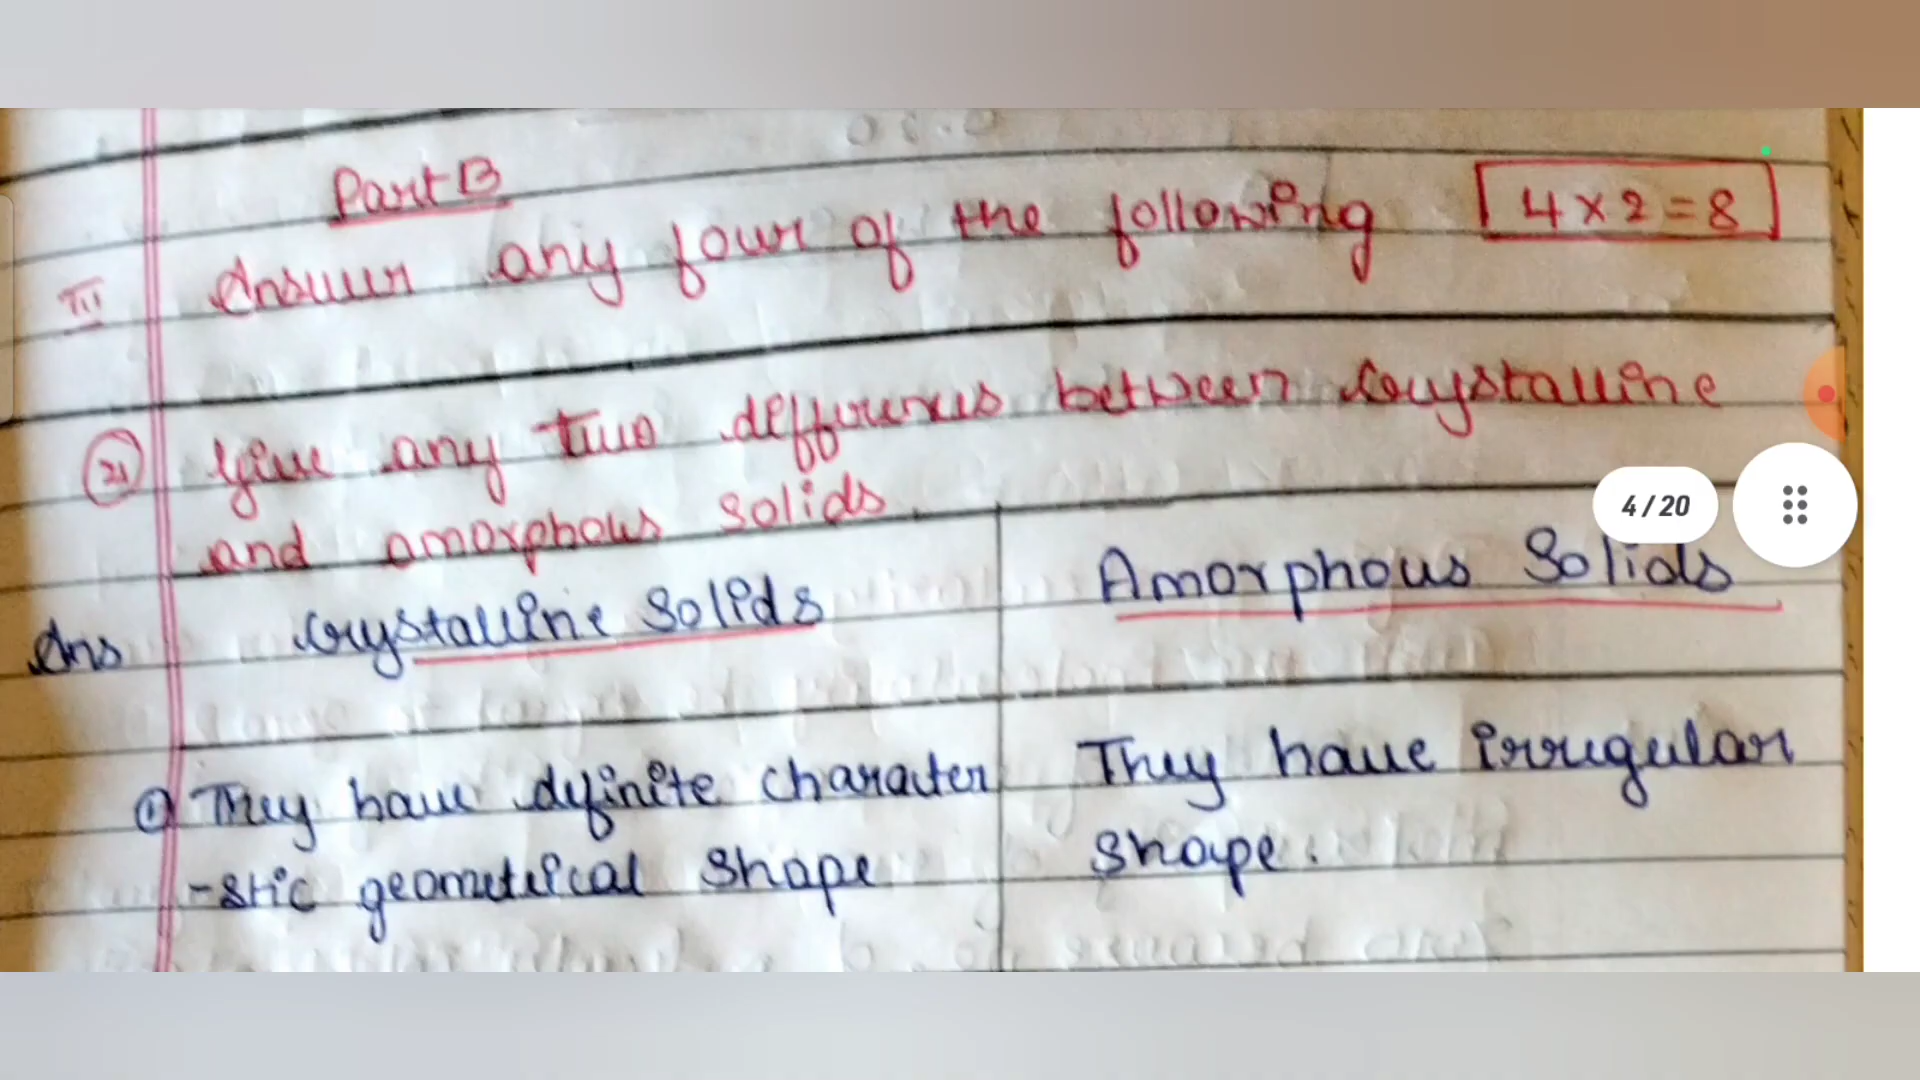 Part B
III Answer any four of the following 4 x 2 = 8
21 Give any two differences between crystalline
and amorphous solids.
Ans Crystalline Solids Amorphous Solids
① They have definite character They have irregular
-stic geometrical shape shape.
4/20